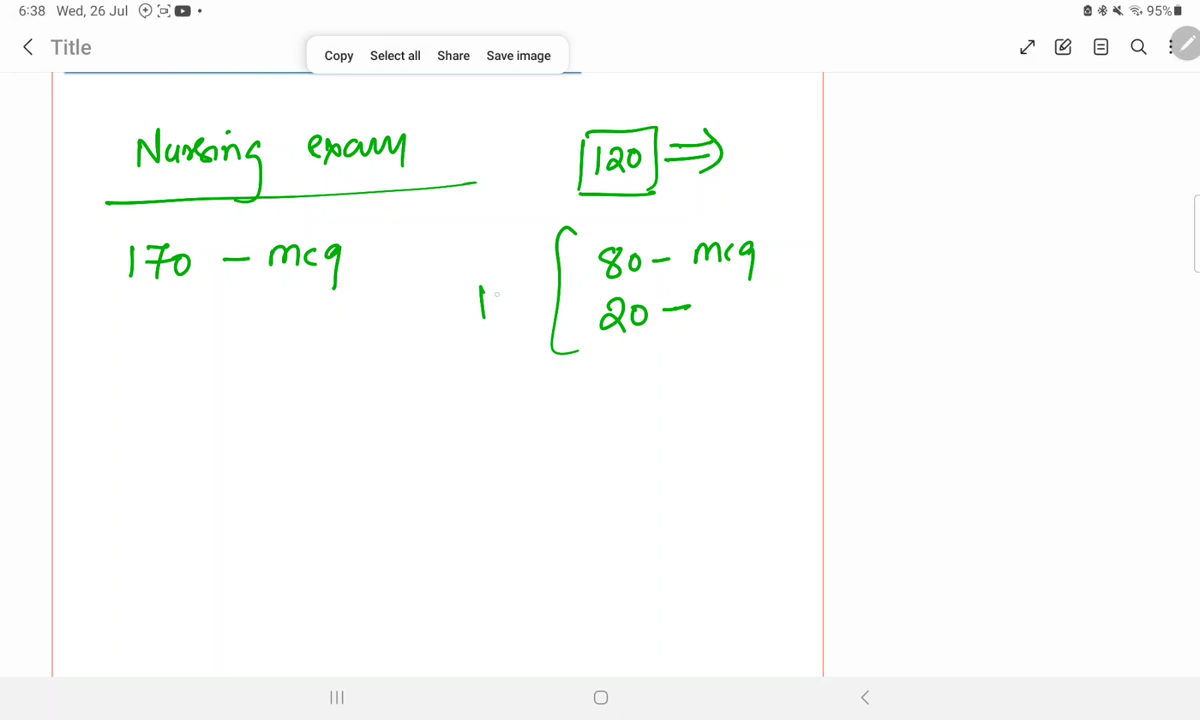 6:38 Wed, 26 Jul 95%
Title
Copy Select all Share Save image
Nursing exam
120 ⇒
170 - mcq
80 - mcq
20 -
1